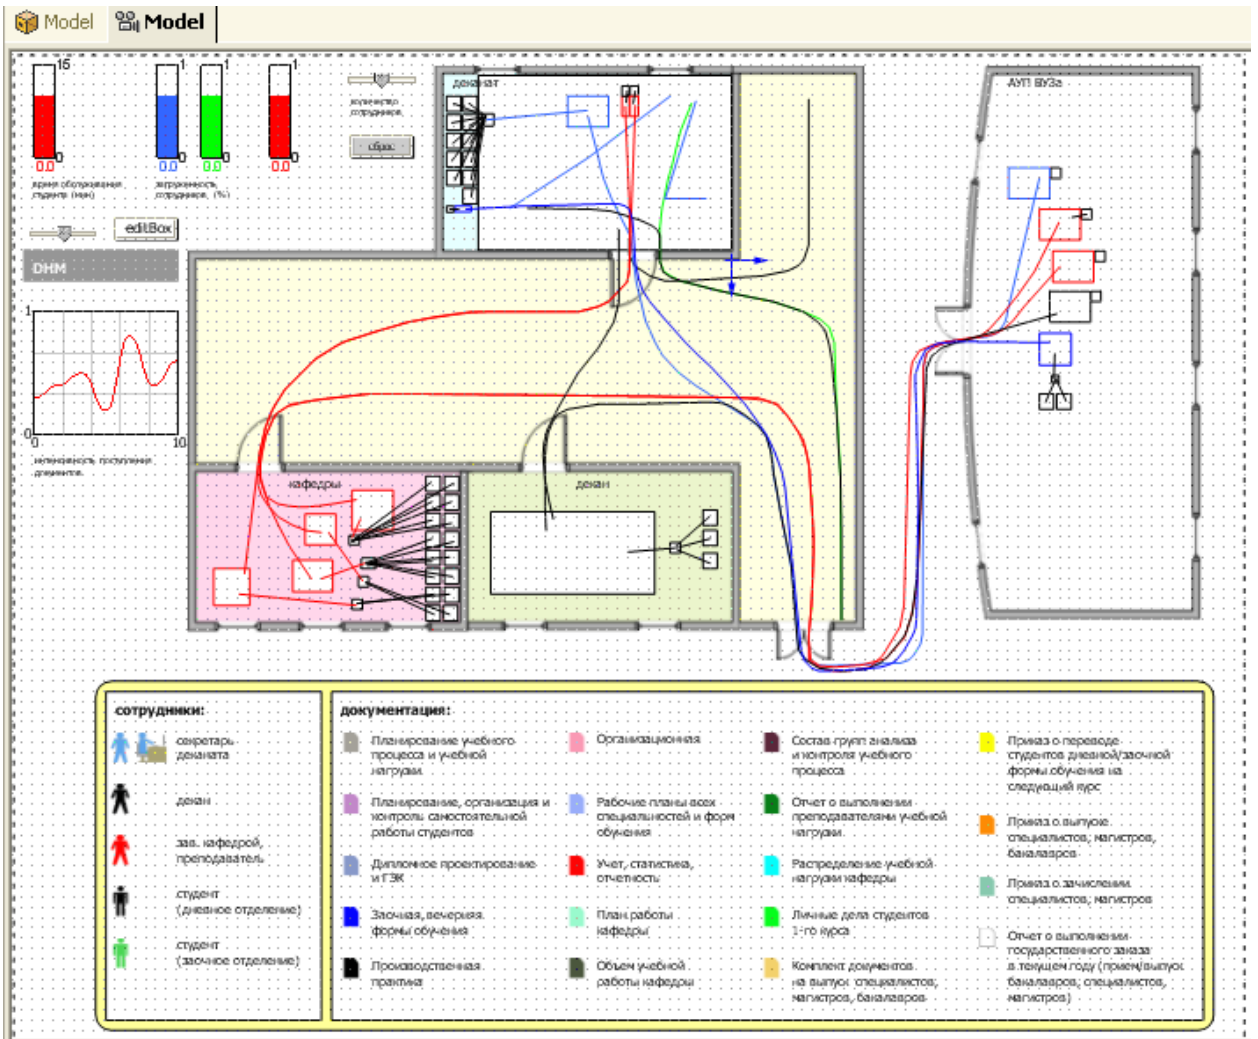 Model
Model
15
0
0.0
время обслуживания
студента (мин)
1
0
0.0
1
0
0.0
загруженность
сотрудников, (%)
1
0
0.0
количество
сотрудников
сброс
editBox
DHM
1
0
0
10
интенсивность поступления
документов
деканат
АУП ВУЗа
кафедры
декан
сотрудники:
секретарь
деканата
декан
зав. кафедрой,
преподаватель
студент
(дневное отделение)
студент
(заочное отделение)
документация:
Планирование учебного
процесса и учебной
нагрузки
Планирование, организация и
контроль самостоятельной
работы студентов
Дипломное проектирование
и ГЭК
Заочная, вечерняя
формы обучения
Производственная
практика
Организационная
Рабочие планы всех
специальностей и форм
обучения
Учет, статистика,
отчетность
План работы
кафедры
Объем учебной
работы кафедры
Состав групп анализа
и контроля учебного
процесса
Отчет о выполнении
преподавателями учебной
нагрузки
Распределение учебной
нагрузки кафедры
Личные дела студентов
1-го курса
Комплект документов
на выпуск специалистов,
магистров, бакалавров
Приказ о переводе
студентов дневной/заочной
формы обучения на
следующий курс
Приказ о выпуске
специалистов, магистров,
бакалавров
Приказ о зачислении
специалистов, магистров
Отчет о выполнении
государственного заказа
в текущем году (прием/выпуск
бакалавров, специалистов,
магистров)